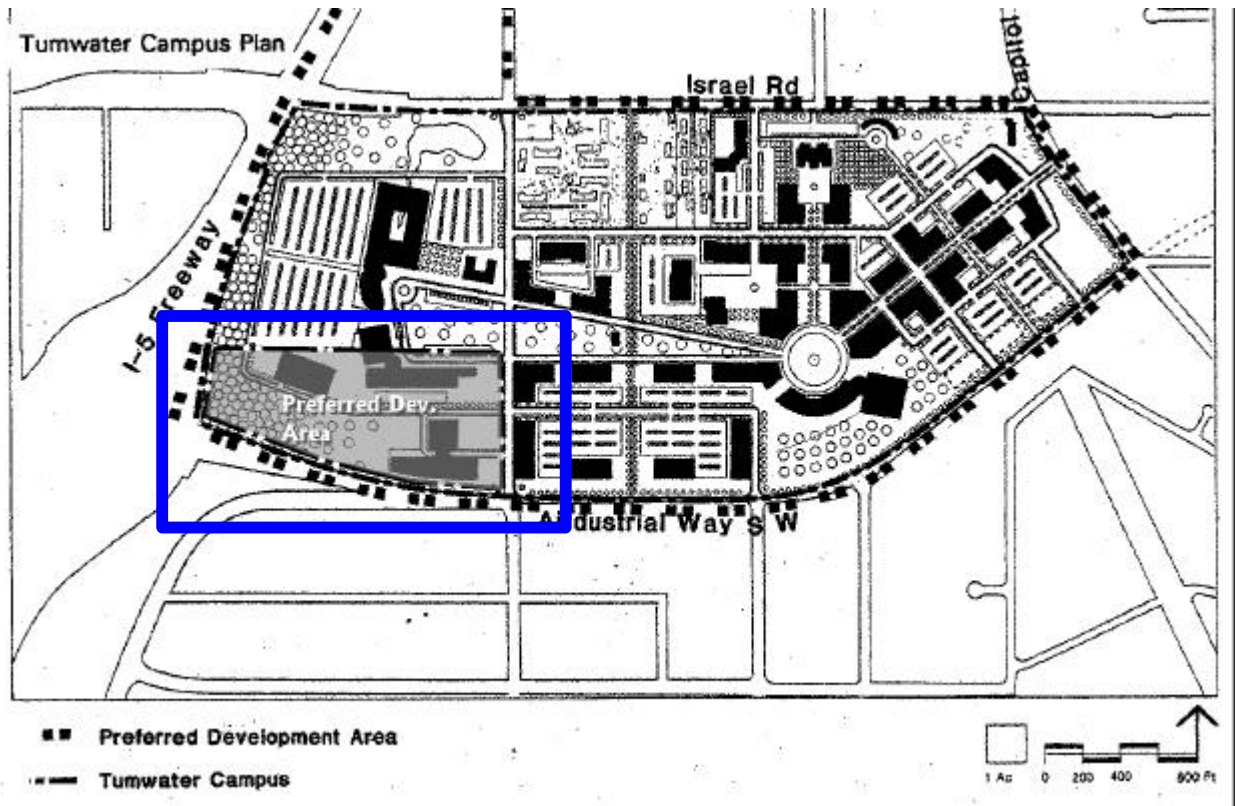 Tumwater Campus Plan
Israel Rd
Capitol
I-5 Freeway
Preferred Dev.
Area
ndustrial Way S W
Preferred Development Area
Tumwater Campus
1 Ac
0 200 400 800 Ft